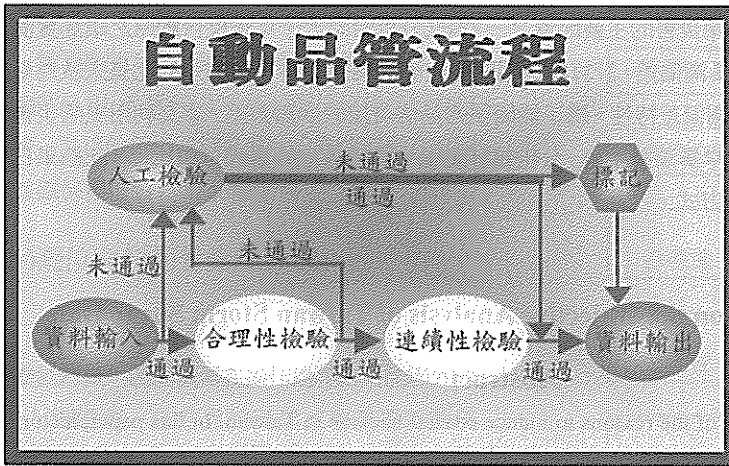 自動品管流程
人工檢驗
未通過
通過
標記
未通過
未通過
資料輸入
通過
合理性檢驗
通過
連續性檢驗
通過
資料輸出